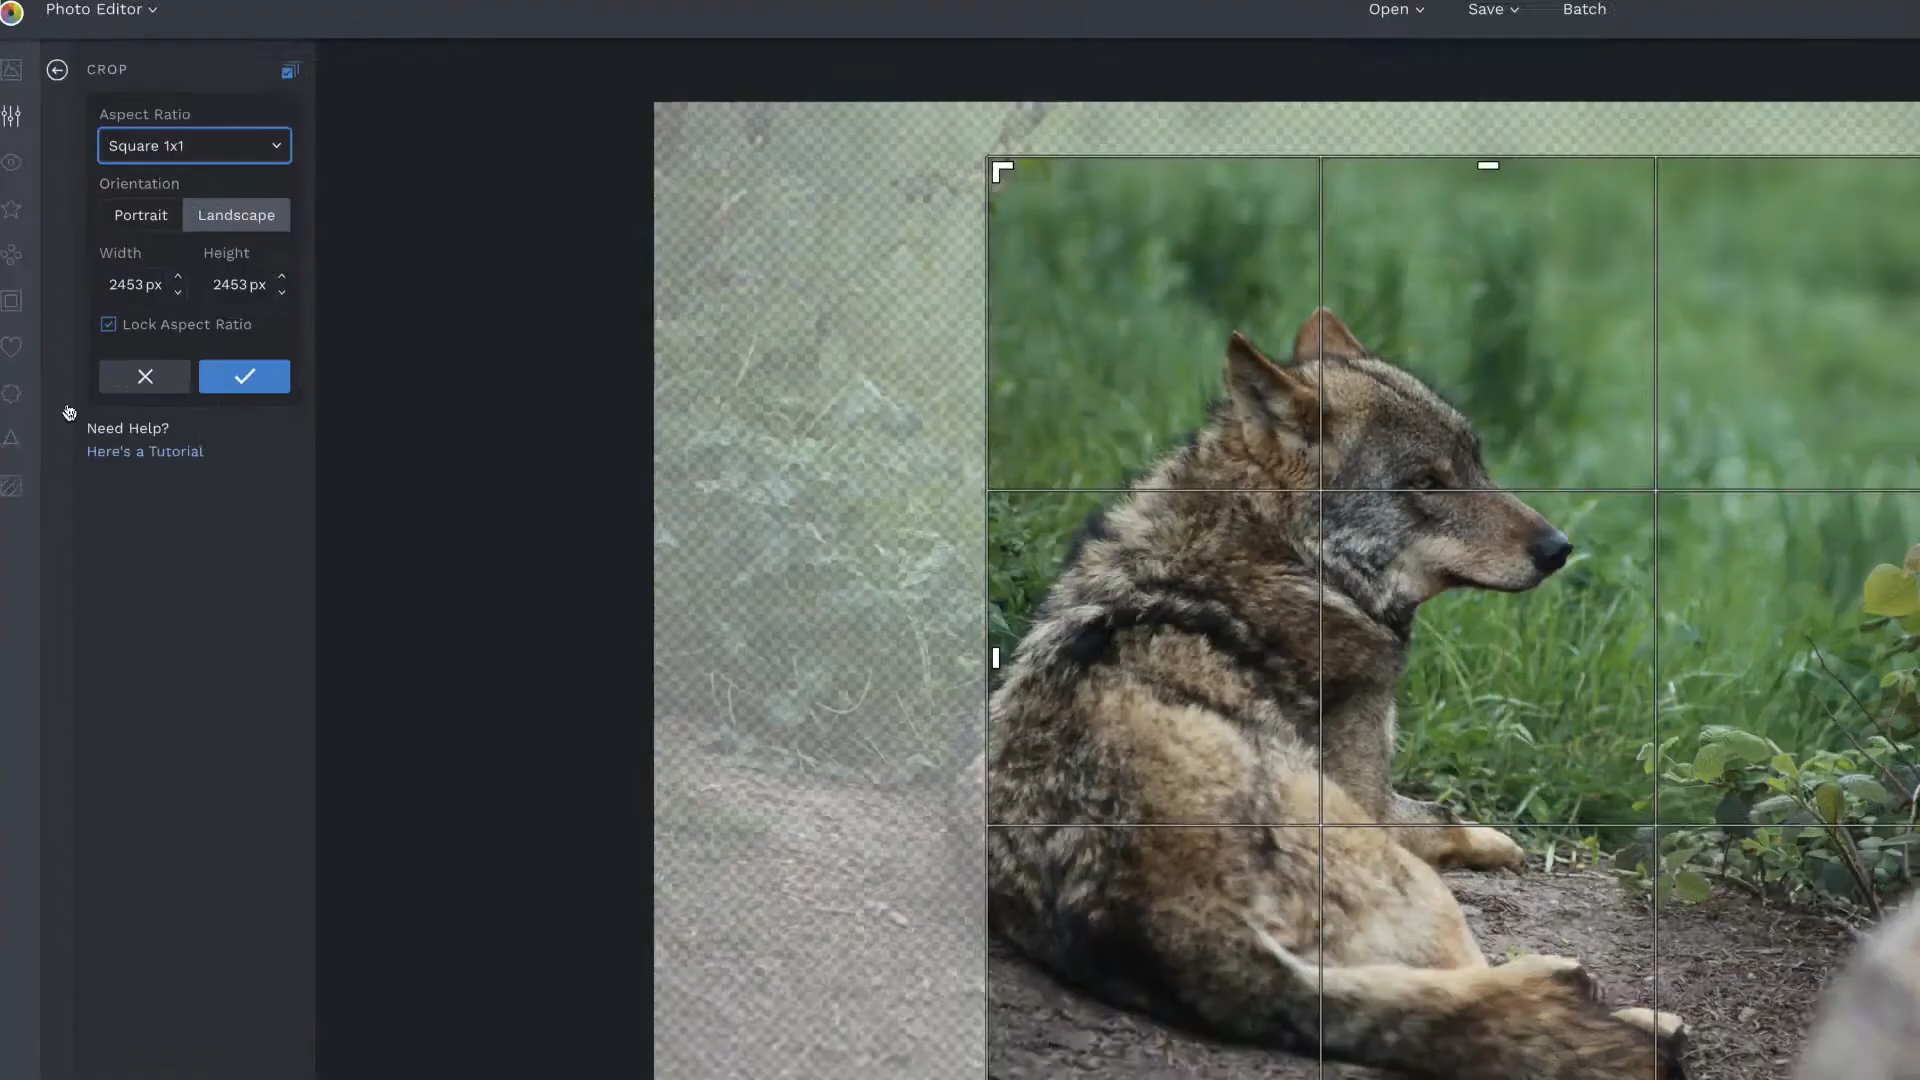 Photo Editor
Open
Save
Batch
CROP
Aspect Ratio
Square 1x1
Orientation
Portrait Landscape
Width Height
2453 px 2453 px
Lock Aspect Ratio
Need Help?
Here's a Tutorial